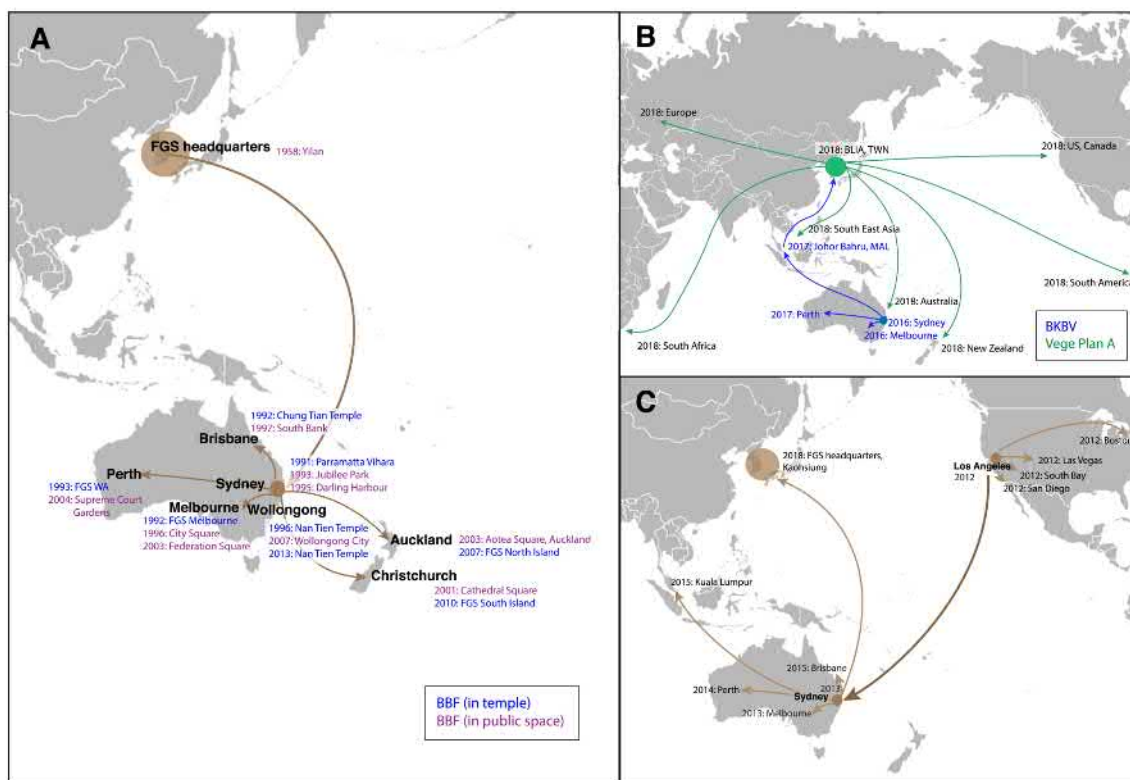 A
FGS headquarters
1958: Yilan
1992: Chung Tian Temple
1992: South Bank
Brisbane
1991: Parramatta Vihara
1993: Jubilee Park
1995: Darling Harbour
Perth
Sydney
1993: FGS WA
2004: Supreme Court
Gardens
Melbourne
Wollongong
1992: FGS Melbourne
1996: City Square
2003: Federation Square
1996: Nan Tien Temple
2007: Wollongong City
2013: Nan Tien Temple
Auckland
2003: Aotea Square, Auckland
2007: FGS North Island
Christchurch
2001: Cathedral Square
2010: FGS South Island
BBF (in temple)
BBF (in public space)
B
2018: Europe
2018: BLIA, TWN
2018: US, Canada
2018: South East Asia
2017: Johor Bahru, MAL
2018: South America
2018: Australia
2017: Perth
2016: Sydney
2016: Melbourne
2018: South Africa
2018: New Zealand
BKBV
Vege Plan A
C
2018: FGS headquarters,
Kaohsiung
2012: Boston
Los Angeles
2012
2012: Las Vegas
2012: South Bay
2012: San Diego
2015: Kuala Lumpur
2015: Brisbane
2014: Perth
2013
Sydney
2013: Melbourne